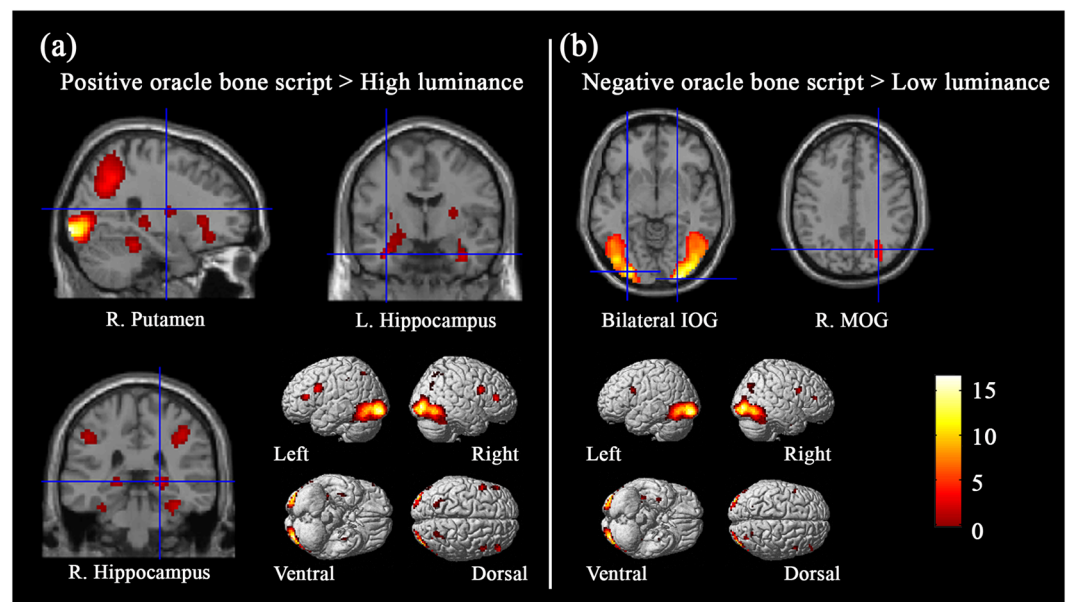 (a)
Positive oracle bone script > High luminance
R. Putamen
L. Hippocampus
R. Hippocampus
Left
Right
Ventral
Dorsal
(b)
Negative oracle bone script > Low luminance
Bilateral IOG
R. MOG
Left
Right
Ventral
Dorsal
15
10
5
0